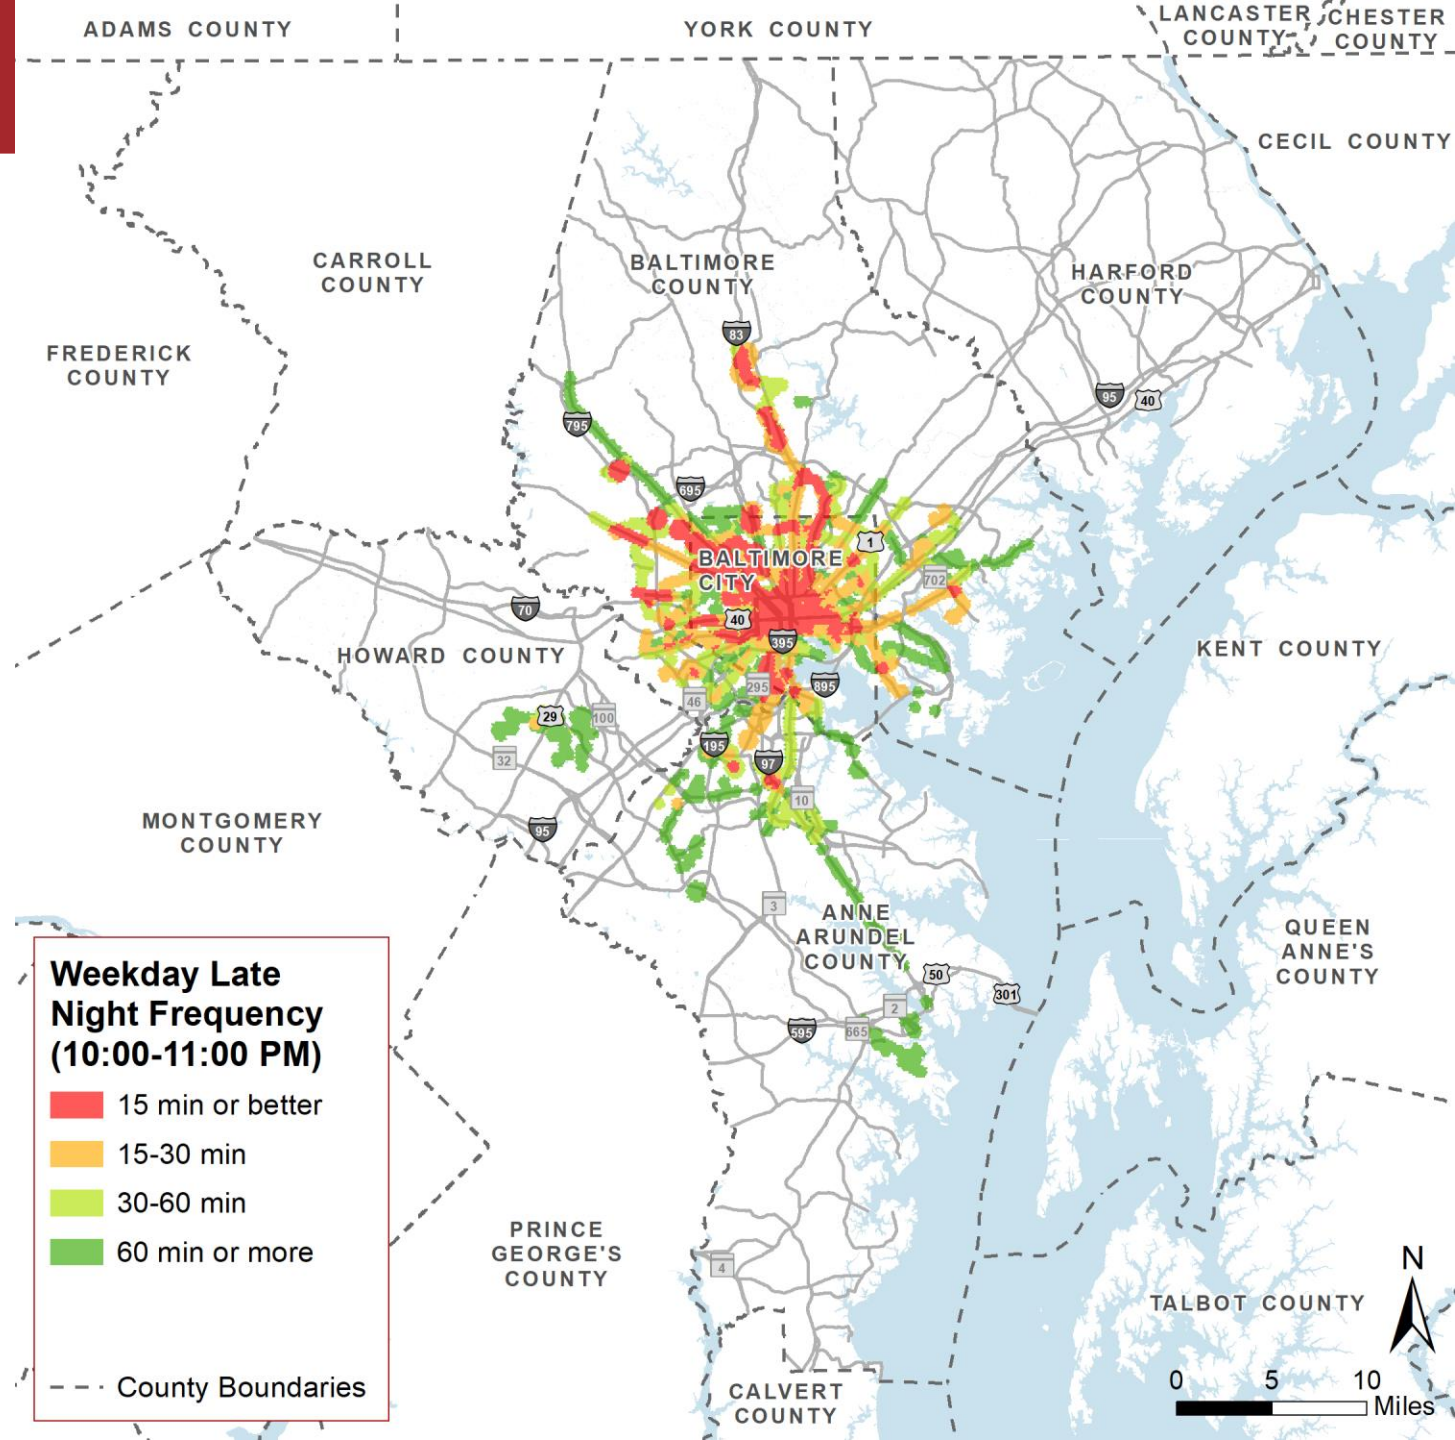 ADAMS COUNTY
YORK COUNTY
LANCASTER
COUNTY
CHESTER
COUNTY
CECIL COUNTY
CARROLL
COUNTY
BALTIMORE
COUNTY
HARFORD
COUNTY
83
FREDERICK
COUNTY
95
40
795
695
1
BALTIMORE
CITY
702
70
40
395
HOWARD COUNTY
KENT COUNTY
295
895
46
29
100
195
32
97
10
MONTGOMERY
COUNTY
95
3
ANNE
ARUNDEL
COUNTY
QUEEN
ANNE'S
COUNTY
50
301
2
665
595
Weekday Late
Night Frequency
(10:00-11:00 PM)
15 min or better
15-30 min
30-60 min
60 min or more
County Boundaries
PRINCE
GEORGE'S
COUNTY
4
TALBOT COUNTY
N
CALVERT
COUNTY
0 5 10
Miles